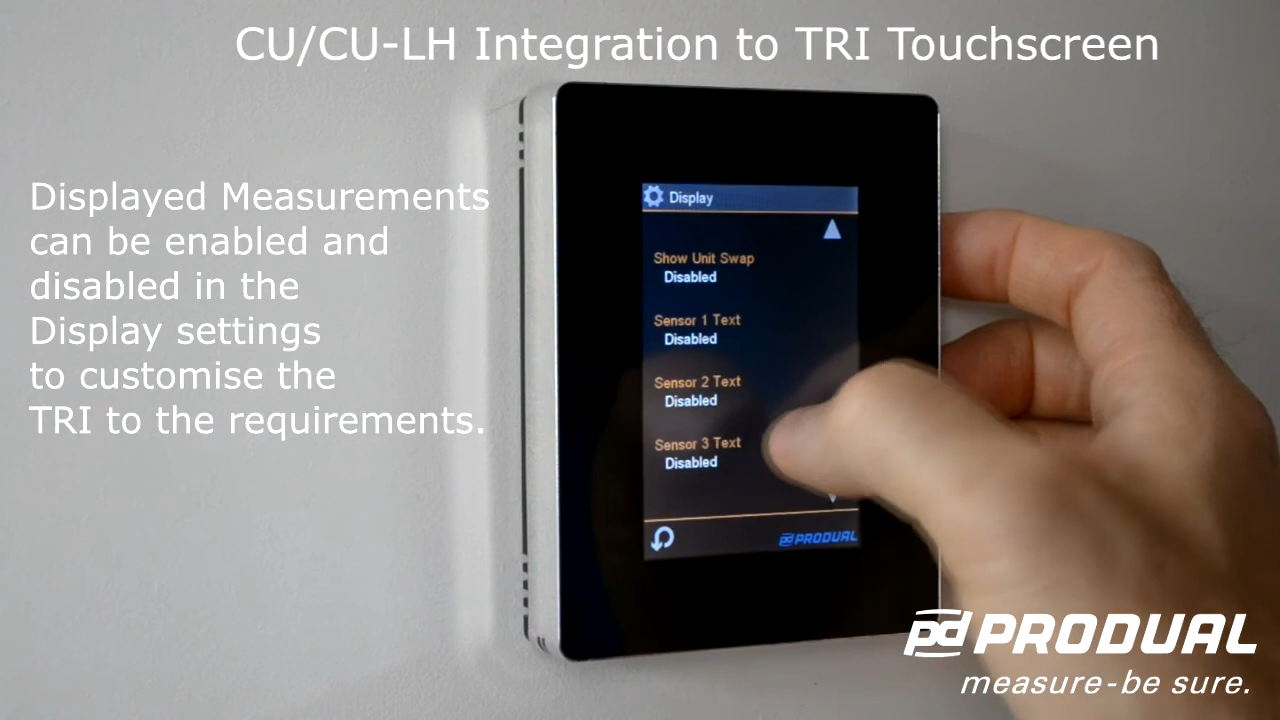 CU/CU-LH Integration to TRI Touchscreen
Displayed Measurements
can be enabled and
disabled in the
Display settings
to customise the
TRI to the requirements.
Display
Show Unit Swap
Disabled
Sensor 1 Text
Disabled
Sensor 2 Text
Disabled
Sensor 3 Text
Disabled
PRODUAL
pd PRODUAL
measure-be sure.